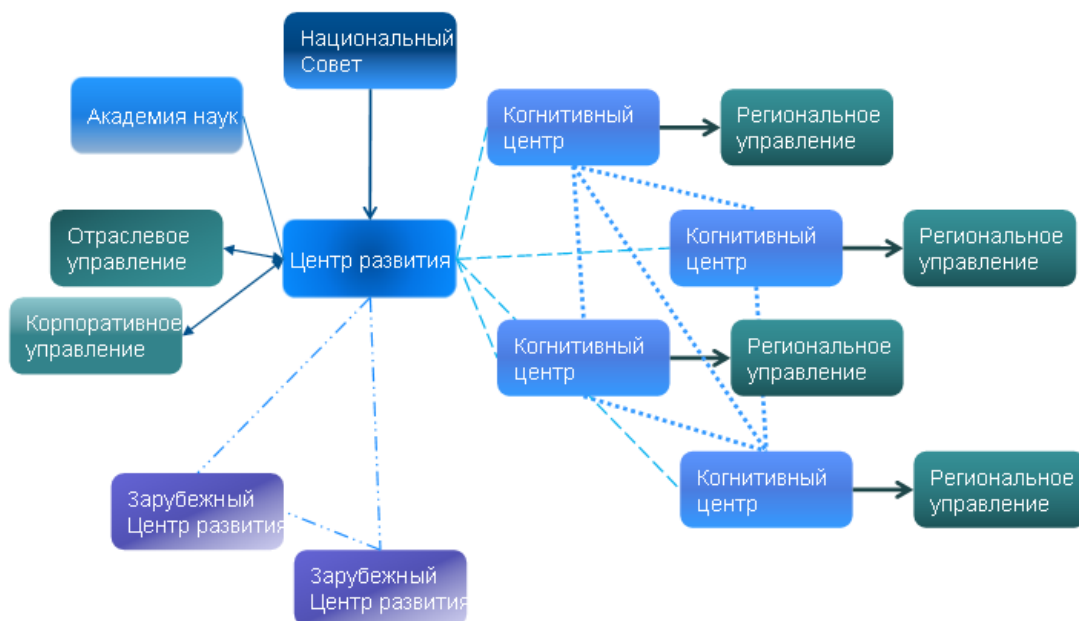 Национальный
Совет
Академия наук
Когнитивный
центр
Региональное
управление
Отраслевое
управление
Центр развития
Когнитивный
центр
Региональное
управление
Корпоративное
управление
Когнитивный
центр
Региональное
управление
Когнитивный
центр
Региональное
управление
Зарубежный
Центр развития
Зарубежный
Центр развития